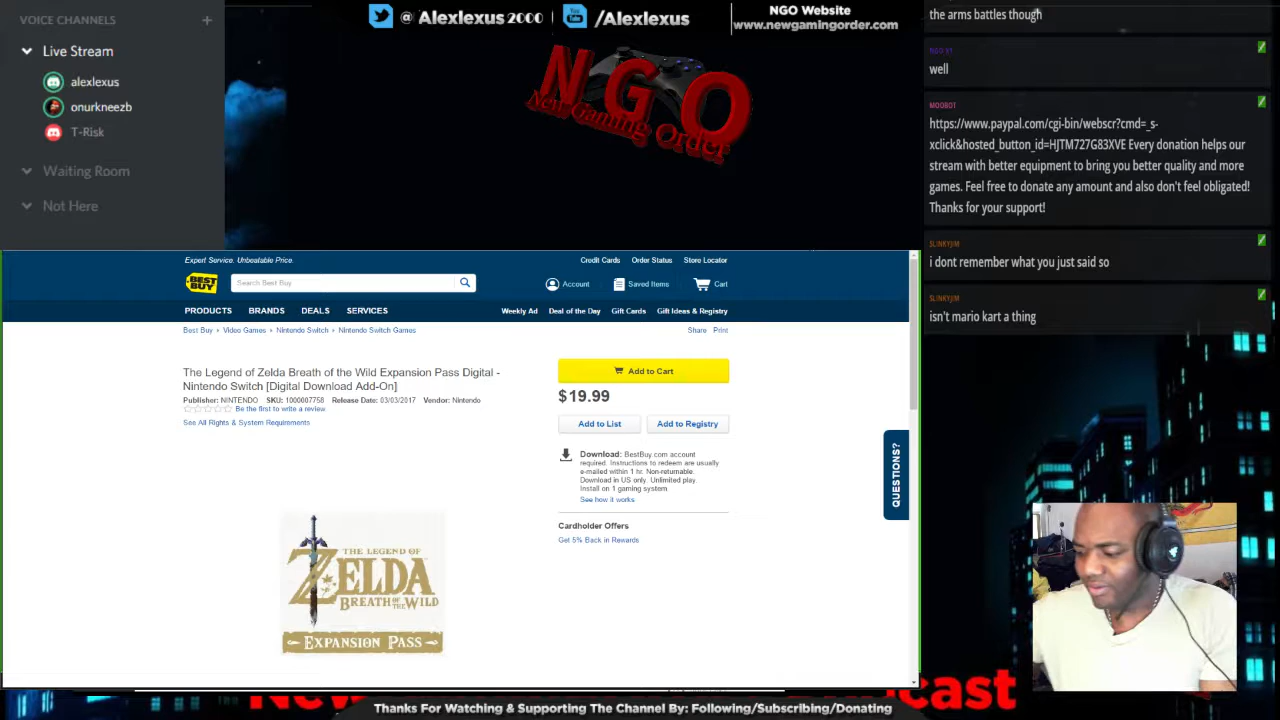 VOICE CHANNELS +
Live Stream
alexlexus
onurkneezb
T-Risk
Waiting Room
Not Here
@ Alexlexus 2000
/Alexlexus
NGO Website
www.newgamingorder.com
NGO
New Gaming Order
the arms battles though
well
MOOBOT
https://www.paypal.com/cgi-bin/webscr?cmd=_s-
xclick&hosted_button_id=HJTM727G83XVE Every donation helps our
stream with better equipment to bring you better quality and more
games. Feel free to donate any amount and also don't feel obligated!
Thanks for your support!
SLINKYJIM
i dont remember what you just said so
SLINKYJIM
isn't mario kart a thing
Expert Service. Unbeatable Price.
Credit Cards Order Status Store Locator
BEST BUY
Search Best Buy
Account Saved Items Cart
PRODUCTS BRANDS DEALS SERVICES
Weekly Ad Deal of the Day Gift Cards Gift Ideas & Registry
Best Buy › Video Games › Nintendo Switch › Nintendo Switch Games
Share Print
The Legend of Zelda Breath of the Wild Expansion Pass Digital -
Nintendo Switch [Digital Download Add-On]
Publisher: NINTENDO SKU: 1000607758 Release Date: 03/03/2017 Vendor: Nintendo
Be the first to write a review
See All Rights & System Requirements
Add to Cart
$19.99
Add to List Add to Registry
Download: BestBuy.com account
required. Instructions to redeem are usually
e-mailed within 1 hr. Non-returnable.
Download in US only. Unlimited play.
Install on 1 gaming system
See how it works
Cardholder Offers
Get 5% Back in Rewards
QUESTIONS?
THE LEGEND OF
ZELDA
BREATH OF THE WILD
EXPANSION PASS
Thanks For Watching & Supporting The Channel By: Following/Subscribing/Donating